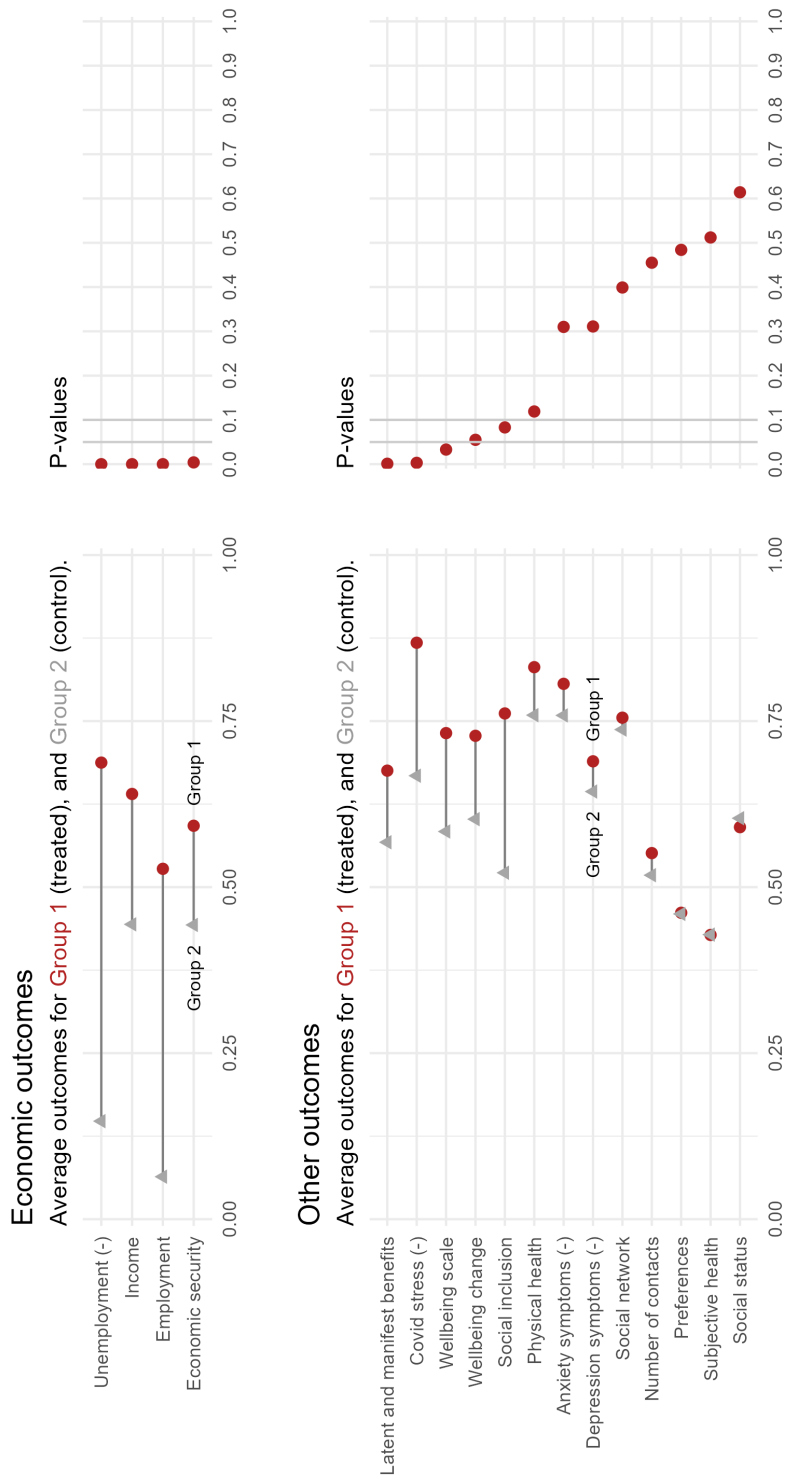 Economic outcomes
Average outcomes for Group 1 (treated), and Group 2 (control).
P-values
Unemployment (-)
Income
Employment
Economic security
Group 2
Group 1
0.00 0.25 0.50 0.75 1.00
0.0 0.1 0.2 0.3 0.4 0.5 0.6 0.7 0.8 0.9 1.0
Other outcomes
Average outcomes for Group 1 (treated), and Group 2 (control).
P-values
Latent and manifest benefits
Covid stress (-)
Wellbeing scale
Wellbeing change
Social inclusion
Physical health
Anxiety symptoms (-)
Depression symptoms (-)
Group 2
Group 1
Social network
Number of contacts
Preferences
Subjective health
Social status
0.00 0.25 0.50 0.75 1.00
0.0 0.1 0.2 0.3 0.4 0.5 0.6 0.7 0.8 0.9 1.0